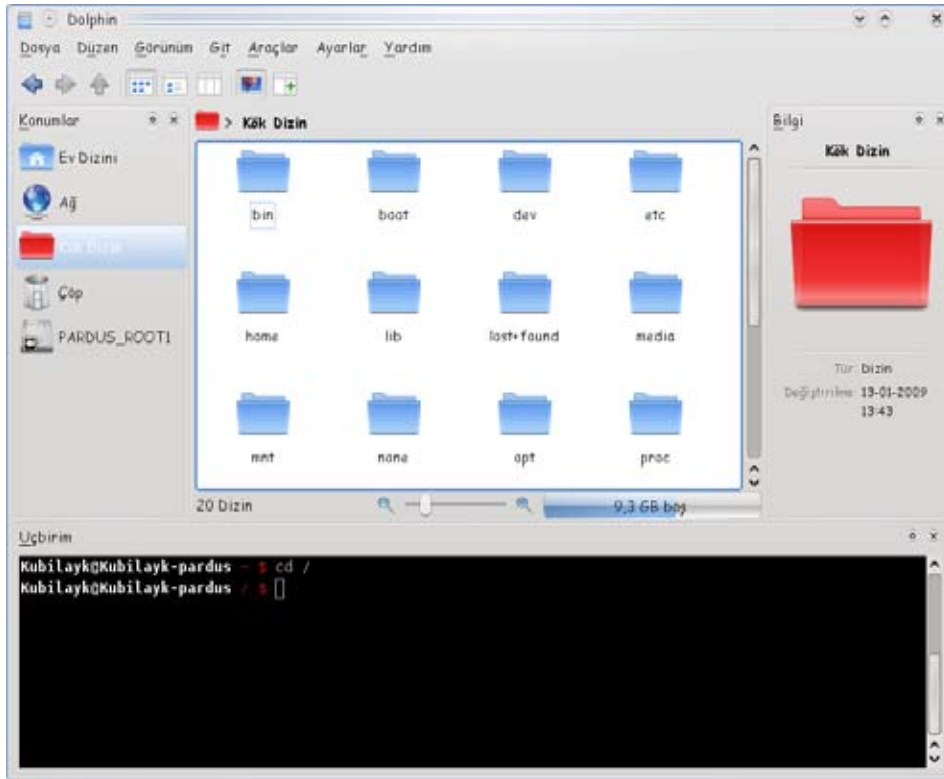 Dolphin
Dosya Düzen Görünüm Git Araçlar Ayarlar Yardım
Konumlar
Ev Dizini
Ağ
Kök Dizin
Çöp
PARDUS_ROOT1
> Kök Dizin
bin boot dev etc
home lib lost+found media
mnt none opt proc
20 Dizin
9,3 GB boş
Bilgi
Kök Dizin
Tür: Dizin
Değiştirilme: 13-01-2009
13:43
Uçbirim
Kubilayk@Kubilayk-pardus ~ $ cd /
Kubilayk@Kubilayk-pardus / $